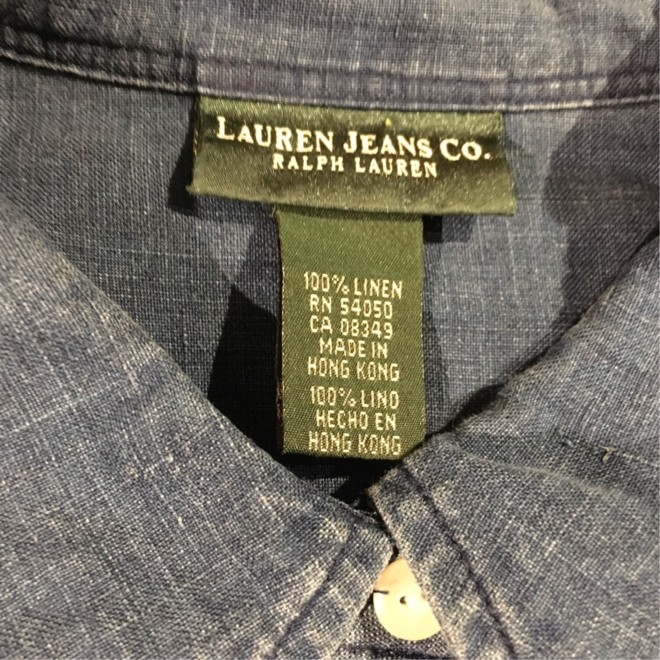 LAUREN JEANS CO.
RALPH LAUREN
100% LINEN
RN 54050
CA 08349
MADE IN
HONG KONG
100% LINO
HECHO EN
HONG KONG